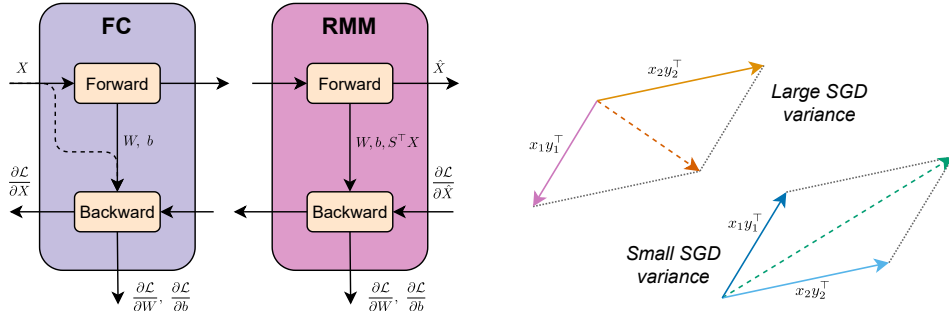 FC
RMM
X
Forward
Forward
X̂
W, b
W, b, S^⊤ X
∂ℒ/∂X
Backward
Backward
∂ℒ/∂X̂
∂ℒ/∂W, ∂ℒ/∂b
∂ℒ/∂W, ∂ℒ/∂b
x₂y₂^⊤
x₁y₁^⊤
Large SGD
variance
x₁y₁^⊤
Small SGD
variance
x₂y₂^⊤